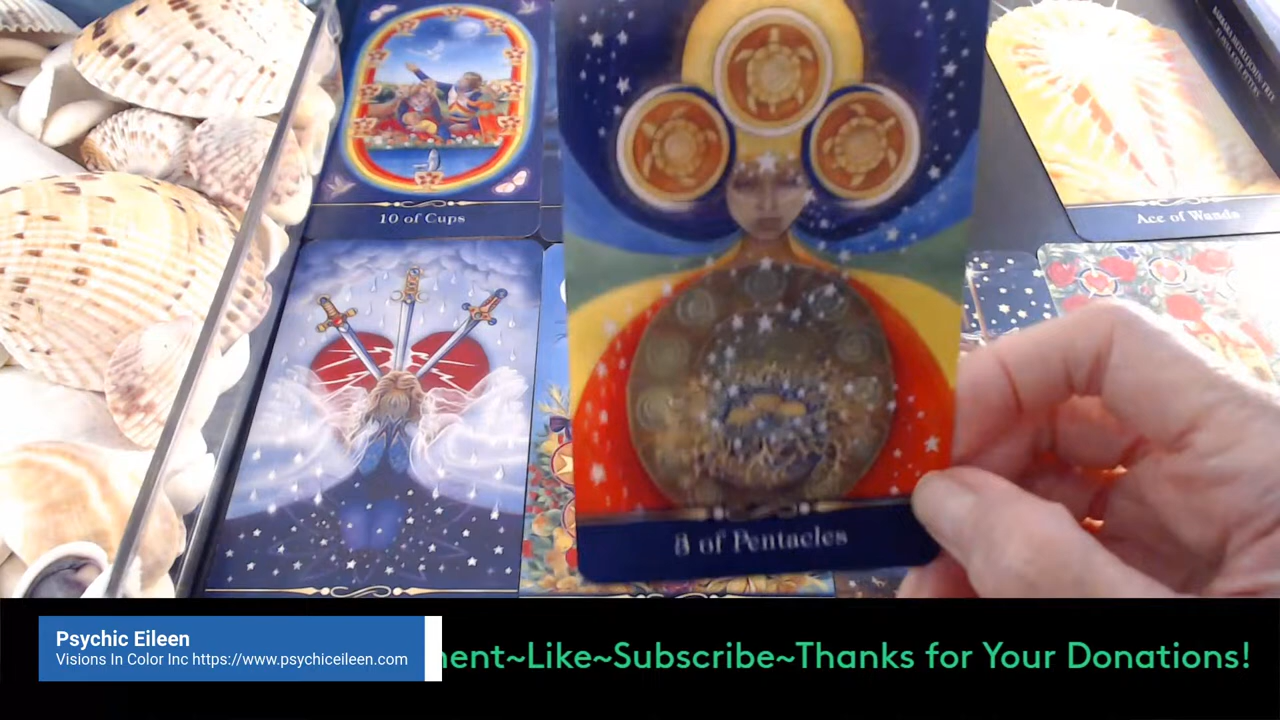 10 of Cups
Ace of Wands
3 of Pentacles
Psychic Eileen
Visions In Color Inc https://www.psychiceileen.com
ent~Like~Subscribe~Thanks for Your Donations!